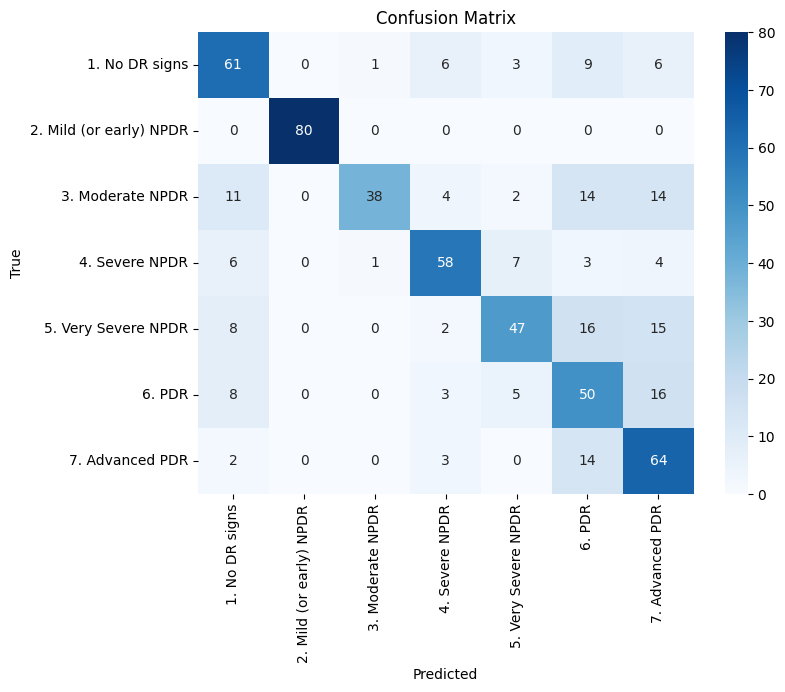 Confusion Matrix
True
1. No DR signs 61 0 1 6 3 9 6
2. Mild (or early) NPDR 0 80 0 0 0 0 0
3. Moderate NPDR 11 0 38 4 2 14 14
4. Severe NPDR 6 0 1 58 7 3 4
5. Very Severe NPDR 8 0 0 2 47 16 15
6. PDR 8 0 0 3 5 50 16
7. Advanced PDR 2 0 0 3 0 14 64
1. No DR signs
2. Mild (or early) NPDR
3. Moderate NPDR
4. Severe NPDR
5. Very Severe NPDR
6. PDR
7. Advanced PDR
Predicted
80
70
60
50
40
30
20
10
0